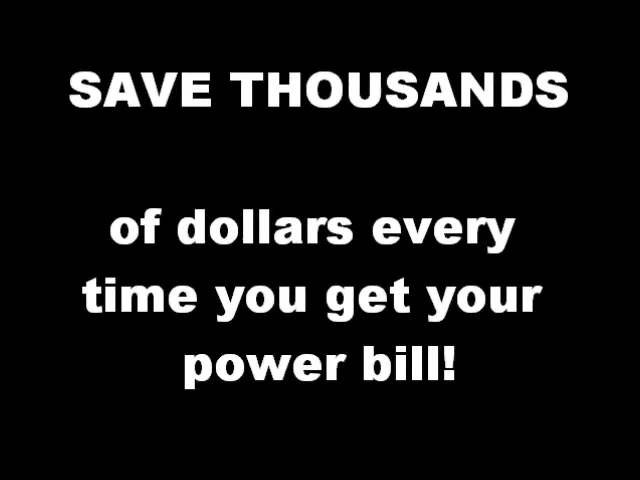 SAVE THOUSANDS
of dollars every
time you get your
power bill!